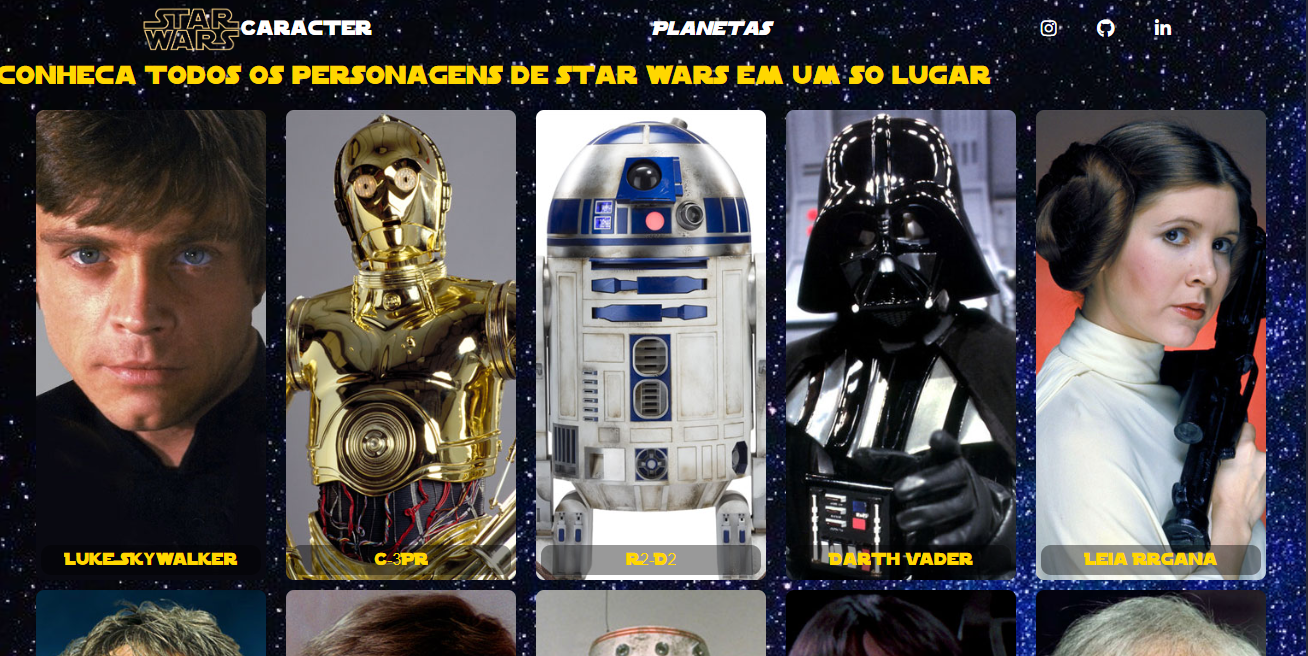 STAR WARS CARACTER PLANETAS in
CONHECA TODOS OS PERSONAGENS DE STAR WARS EM UM SO LUGAR
LUKE SKYWALKER C-3PR R2-D2 DARTH VADER LEIA RRGANA